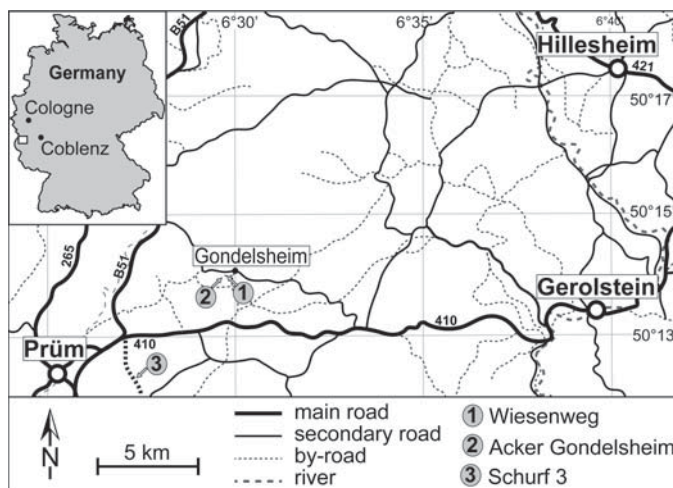 Germany
Cologne
Coblenz
B51
6°30'
6°35'
6°40'
Hillesheim
421
50°17'
50°15'
265
B51
Gondelsheim
2
1
Gerolstein
410
50°13'
Prüm
410
3
main road
secondary road
by-road
river
N
5 km
1 Wiesenweg
2 Acker Gondelsheim
3 Schurf 3